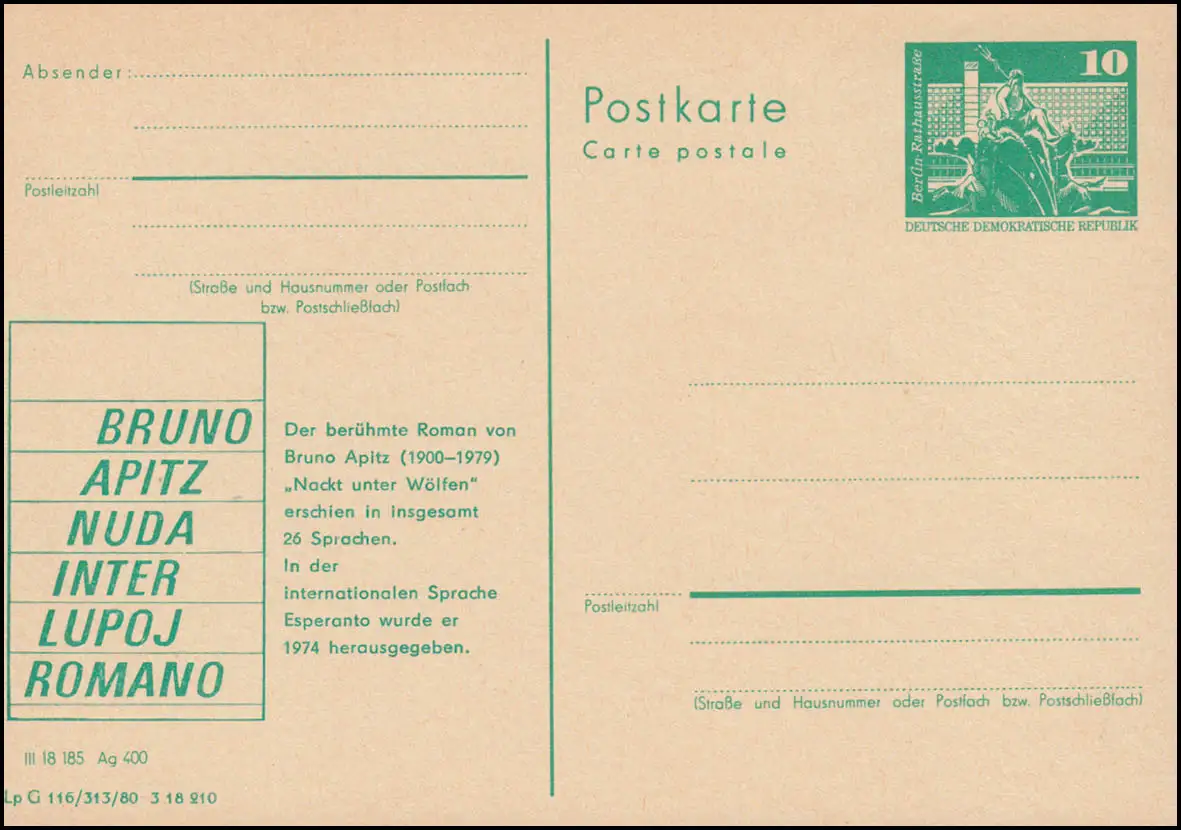 Absender:
Postleitzahl
(Straße und Hausnummer oder Postfach
bzw. Postschließfach)
BRUNO
APITZ
NUDA
INTER
LUPOJ
ROMANO
Der berühmte Roman von
Bruno Apitz (1900–1979)
„Nackt unter Wölfen“
erschien in insgesamt
26 Sprachen.
In der
internationalen Sprache
Esperanto wurde er
1974 herausgegeben.
III 18 185 Ag 400
Lp G 116/313/80 3 18 210
Postkarte
Carte postale
10
Berlin-Rathausstraße
DEUTSCHE DEMOKRATISCHE REPUBLIK
Postleitzahl
(Straße und Hausnummer oder Postfach bzw. Postschließfach)